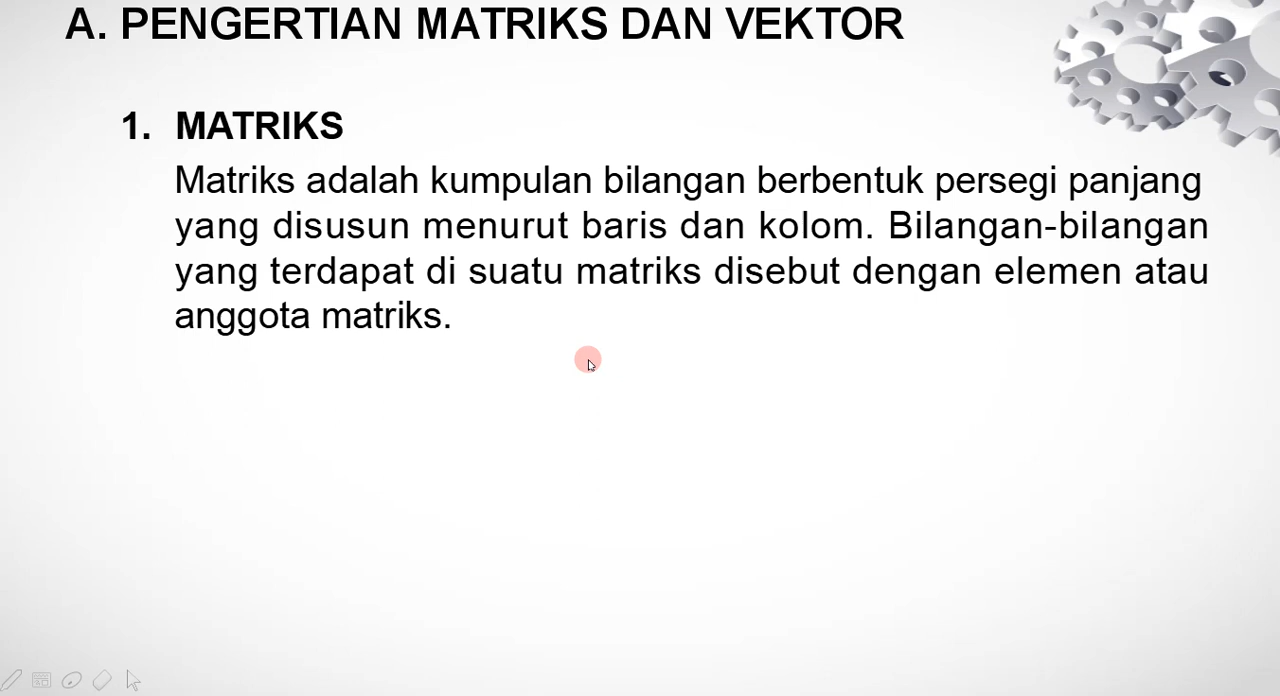 A. PENGERTIAN MATRIKS DAN VEKTOR
1. MATRIKS
Matriks adalah kumpulan bilangan berbentuk persegi panjang
yang disusun menurut baris dan kolom. Bilangan-bilangan
yang terdapat di suatu matriks disebut dengan elemen atau
anggota matriks.